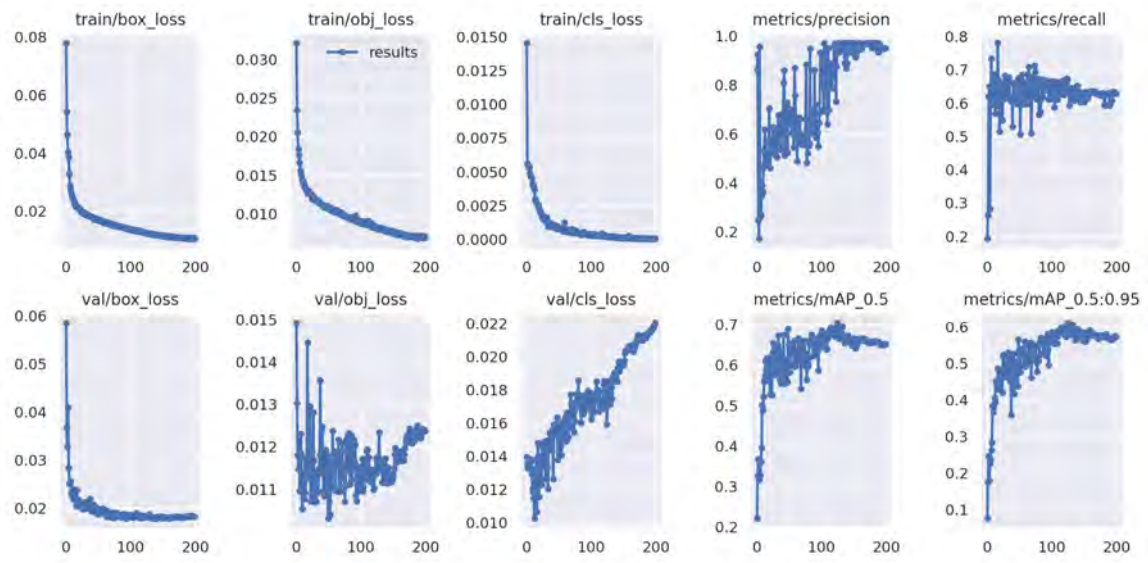 train/box_loss
train/obj_loss
train/cls_loss
metrics/precision
metrics/recall
0.08
0.06
0.04
0.02
0 100 200
0.030
0.025
0.020
0.015
0.010
results
0 100 200
0.0150
0.0125
0.0100
0.0075
0.0050
0.0025
0.0000
0 100 200
1.0
0.8
0.6
0.4
0.2
0 100 200
0.8
0.7
0.6
0.5
0.4
0.3
0.2
0 100 200
val/box_loss
val/obj_loss
val/cls_loss
metrics/mAP_0.5
metrics/mAP_0.5:0.95
0.06
0.05
0.04
0.03
0.02
0 100 200
0.015
0.014
0.013
0.012
0.011
0 100 200
0.022
0.020
0.018
0.016
0.014
0.012
0.010
0 100 200
0.7
0.6
0.5
0.4
0.3
0.2
0 100 200
0.6
0.5
0.4
0.3
0.2
0.1
0 100 200